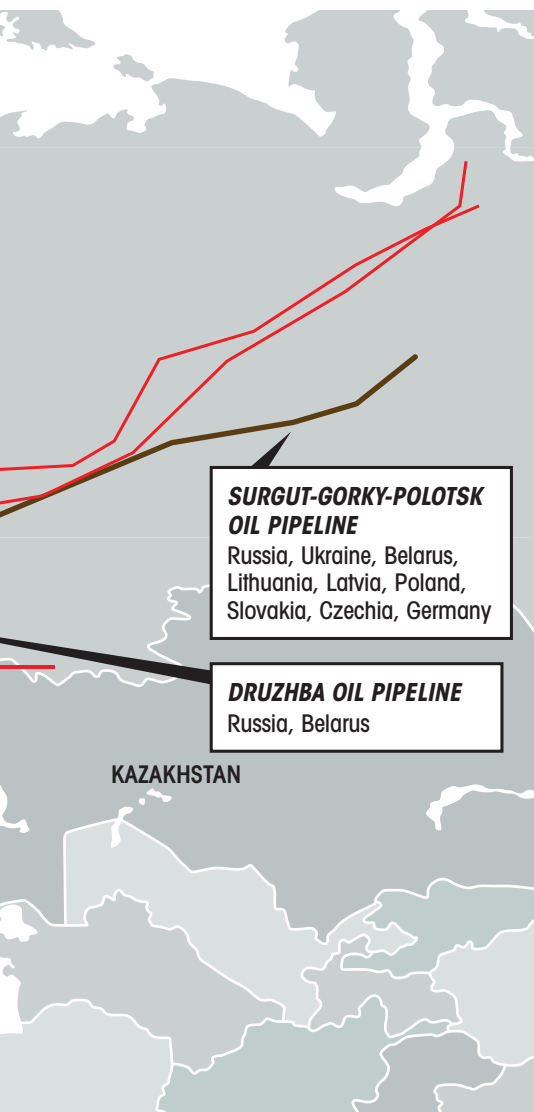 SURGUT-GORKY-POLOTSK
OIL PIPELINE
Russia, Ukraine, Belarus,
Lithuania, Latvia, Poland,
Slovakia, Czechia, Germany
DRUZHBA OIL PIPELINE
Russia, Belarus
KAZAKHSTAN